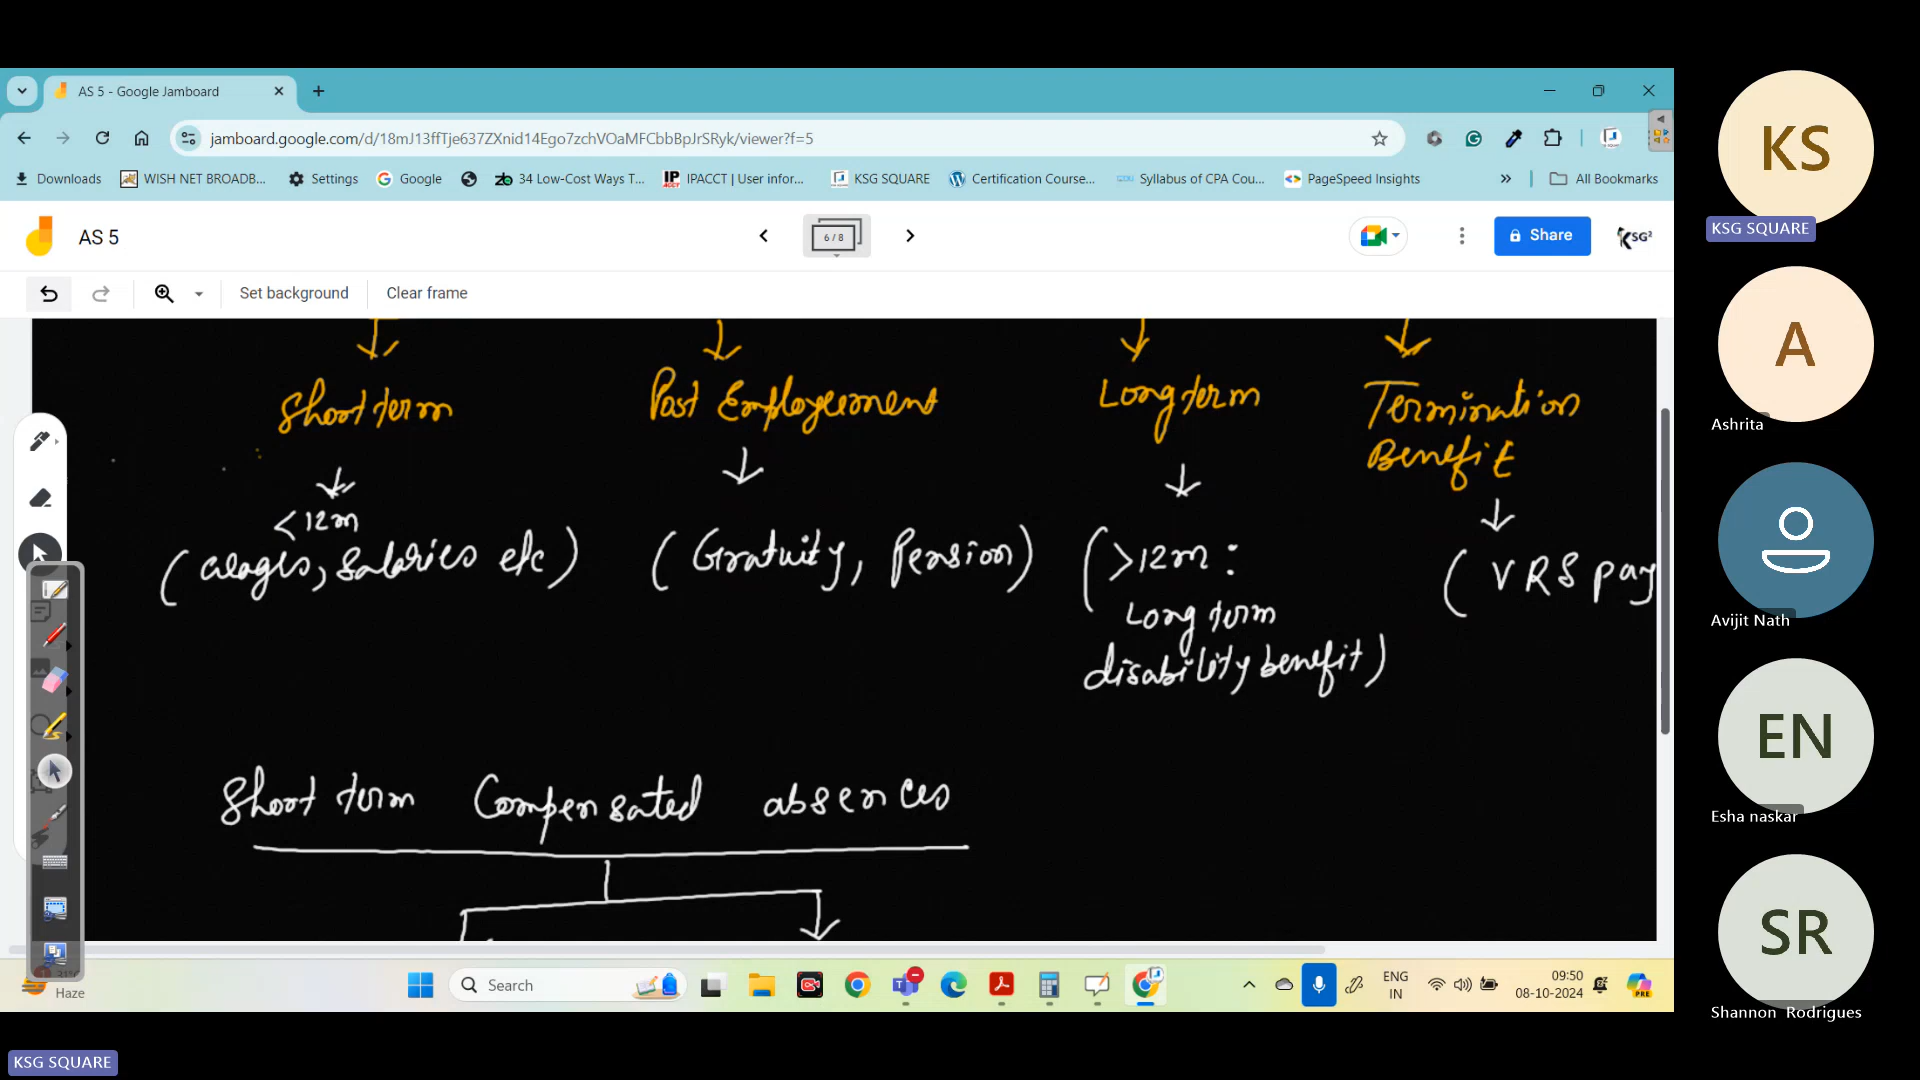 AS 5 - Google Jamboard
jamboard.google.com/d/18mJ13ffTje637ZXnid14Ego7zchVOaMFCbbBpJrSRyk/viewer?f=5
Downloads WISH NET BROADB... Settings Google 34 Low-Cost Ways T... IPACCT | User infor... KSG SQUARE Certification Course... Syllabus of CPA Cou... PageSpeed Insights » All Bookmarks
AS 5 6 / 8 Share KSG²
Set background Clear frame
Short term Post Employeement Long term Termination
Benefit
< 12m
(Wages, Salaries etc) (Gratuity, Pension) (>12m : (VRS pay
Long term
disability benefit)
Short term Compensated absences
KS
KSG SQUARE
A
Ashrita
Avijit Nath
EN
Esha naskar
SR
Shannon Rodrigues
31°
Haze
Search
ENG
IN
09:50
08-10-2024
PRE
KSG SQUARE